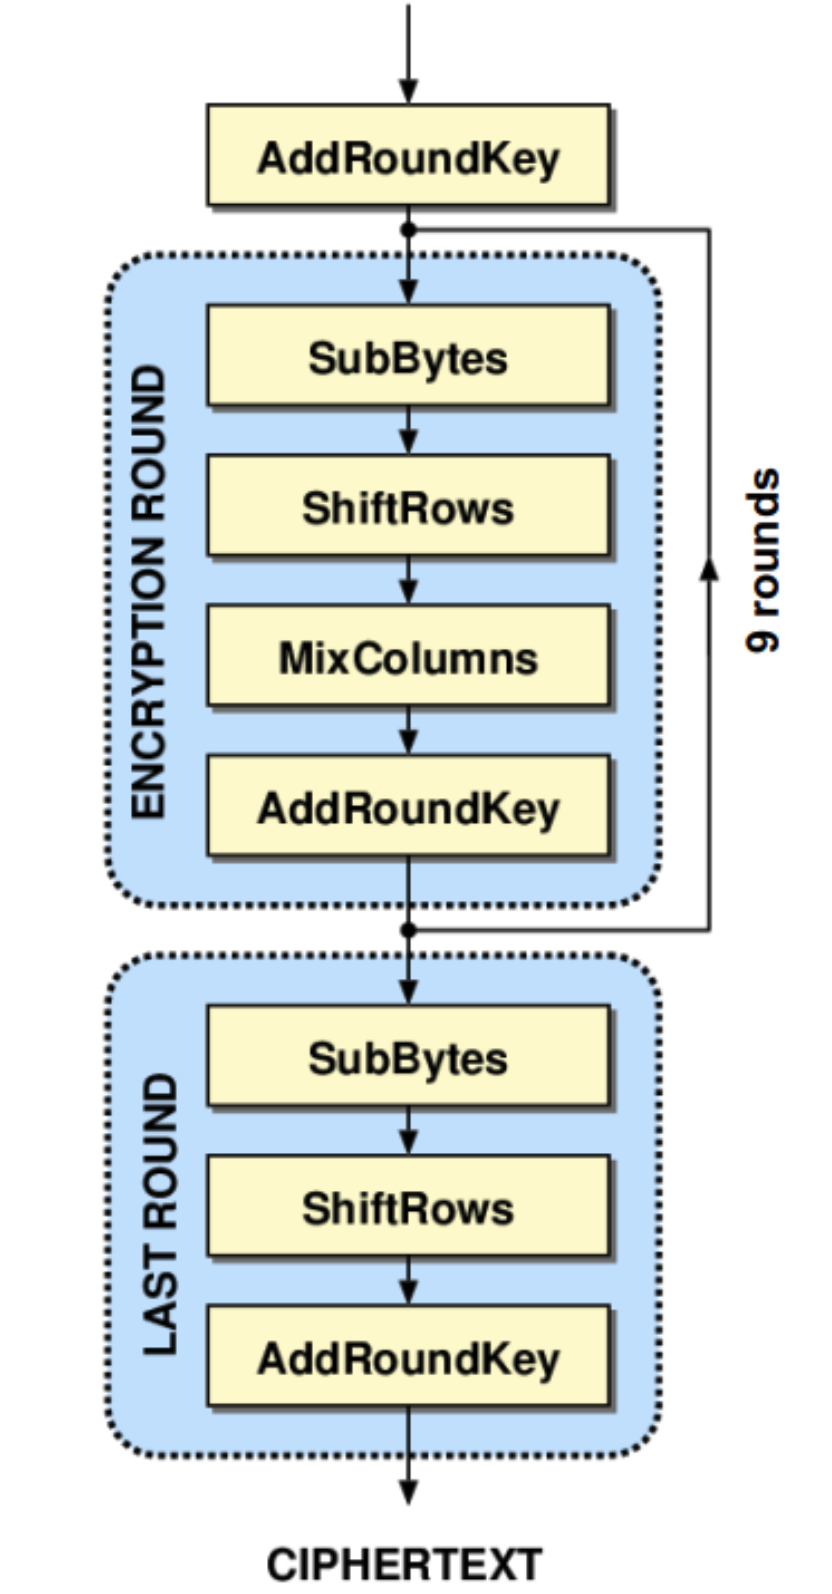 AddRoundKey
ENCRYPTION ROUND
SubBytes
ShiftRows
MixColumns
AddRoundKey
9 rounds
LAST ROUND
SubBytes
ShiftRows
AddRoundKey
CIPHERTEXT